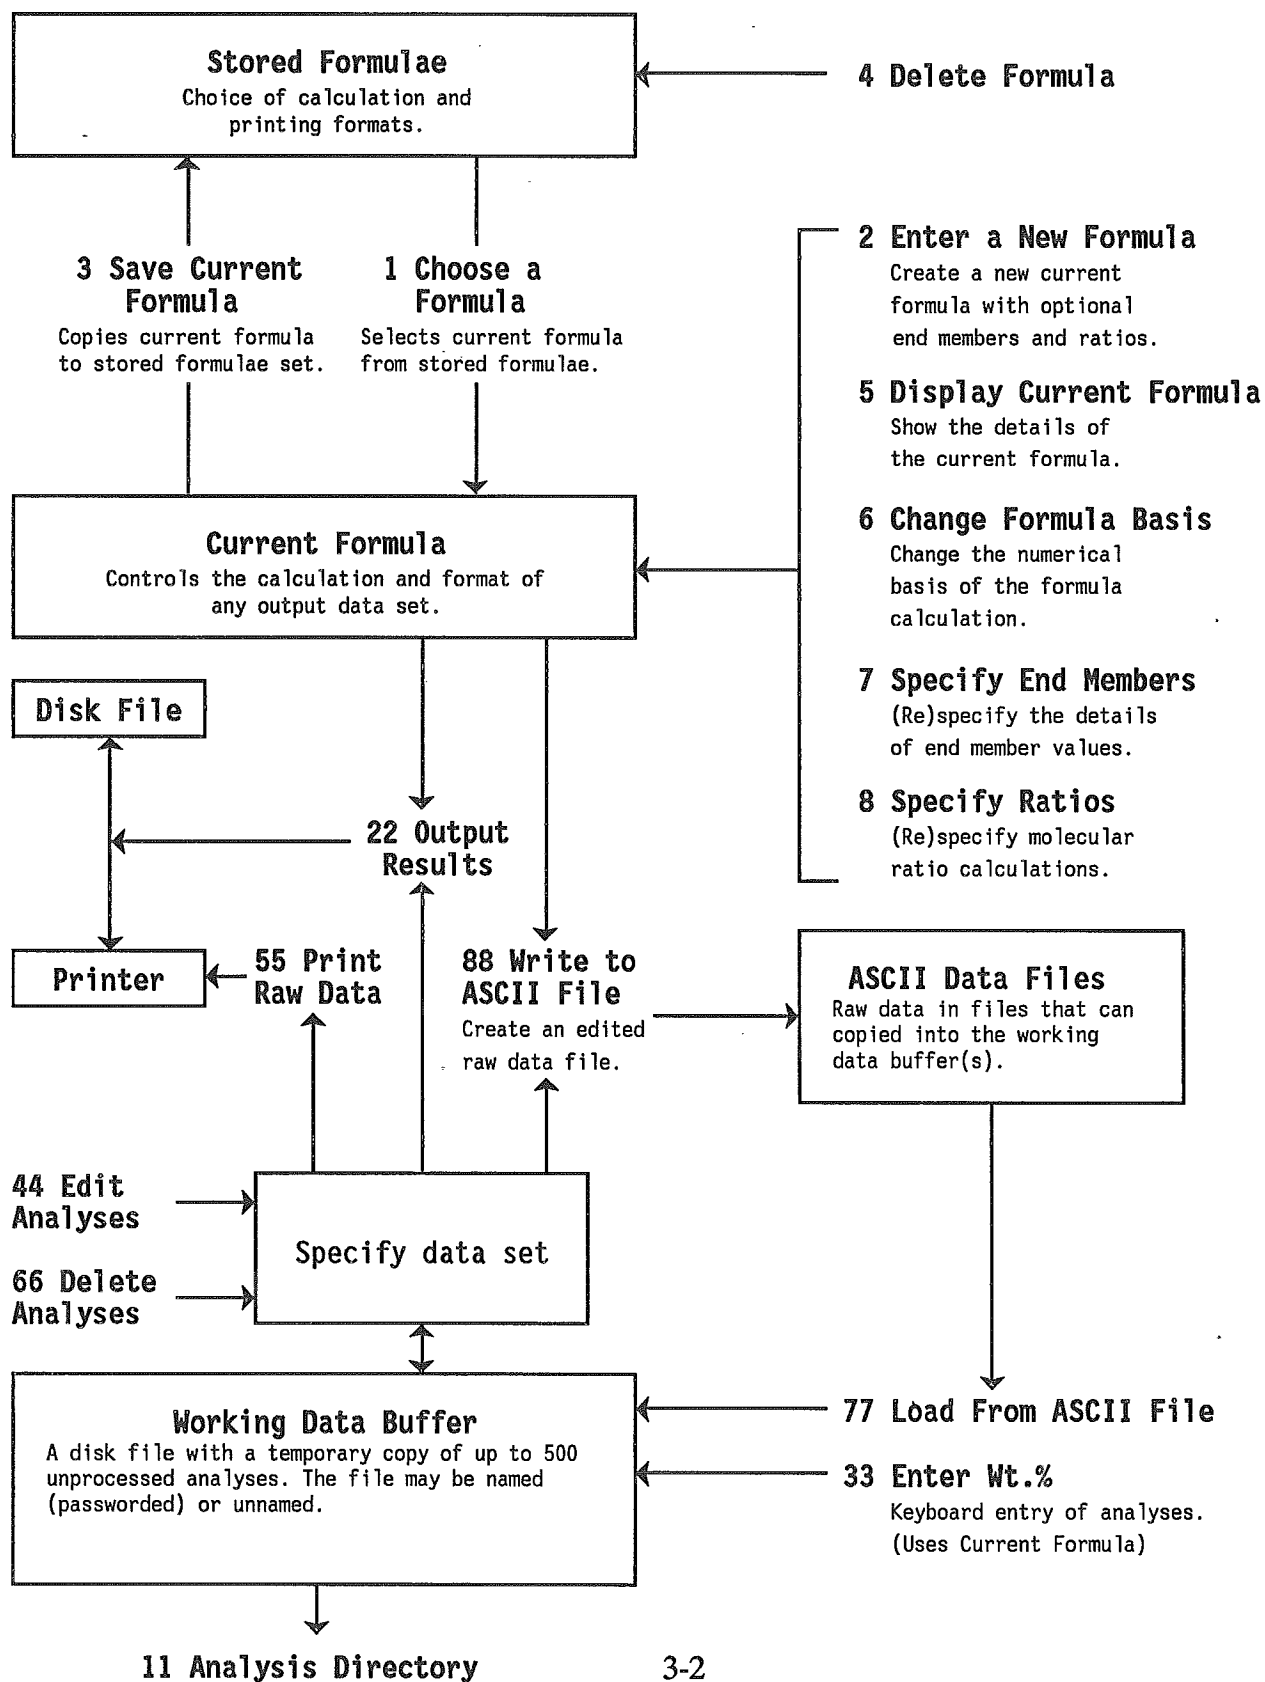 Stored Formulae
Choice of calculation and
printing formats.
4 Delete Formula
3 Save Current
Formula
Copies current formula
to stored formulae set.
1 Choose a
Formula
Selects current formula
from stored formulae.
2 Enter a New Formula
Create a new current
formula with optional
end members and ratios.
5 Display Current Formula
Show the details of
the current formula.
6 Change Formula Basis
Change the numerical
basis of the formula
calculation.
7 Specify End Members
(Re)specify the details
of end member values.
8 Specify Ratios
(Re)specify molecular
ratio calculations.
Current Formula
Controls the calculation and format of
any output data set.
Disk File
22 Output
Results
Printer
55 Print
Raw Data
88 Write to
ASCII File
Create an edited
raw data file.
ASCII Data Files
Raw data in files that can
copied into the working
data buffer(s).
44 Edit
Analyses
66 Delete
Analyses
Specify data set
Working Data Buffer
A disk file with a temporary copy of up to 500
unprocessed analyses. The file may be named
(passworded) or unnamed.
77 Load From ASCII File
33 Enter Wt.%
Keyboard entry of analyses.
(Uses Current Formula)
11 Analysis Directory
3-2